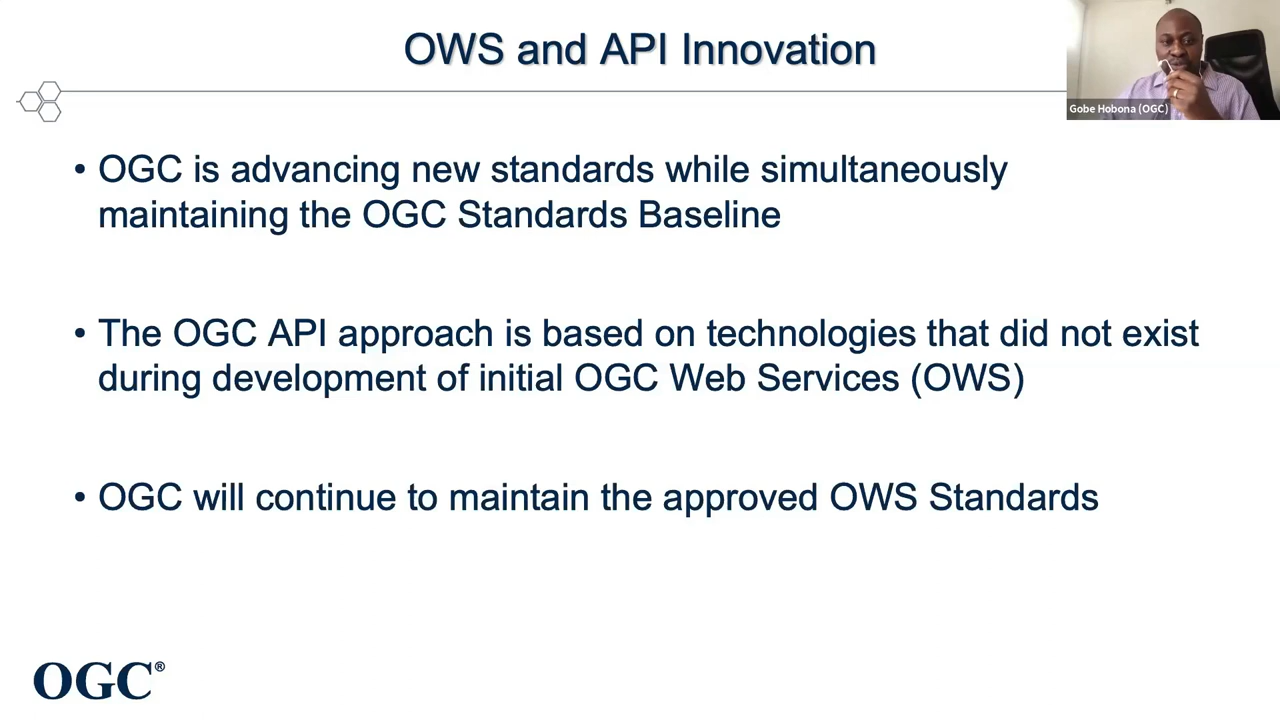 OWS and API Innovation
Gobe Hobona (OGC)
• OGC is advancing new standards while simultaneously
maintaining the OGC Standards Baseline
• The OGC API approach is based on technologies that did not exist
during development of initial OGC Web Services (OWS)
• OGC will continue to maintain the approved OWS Standards
OGC®